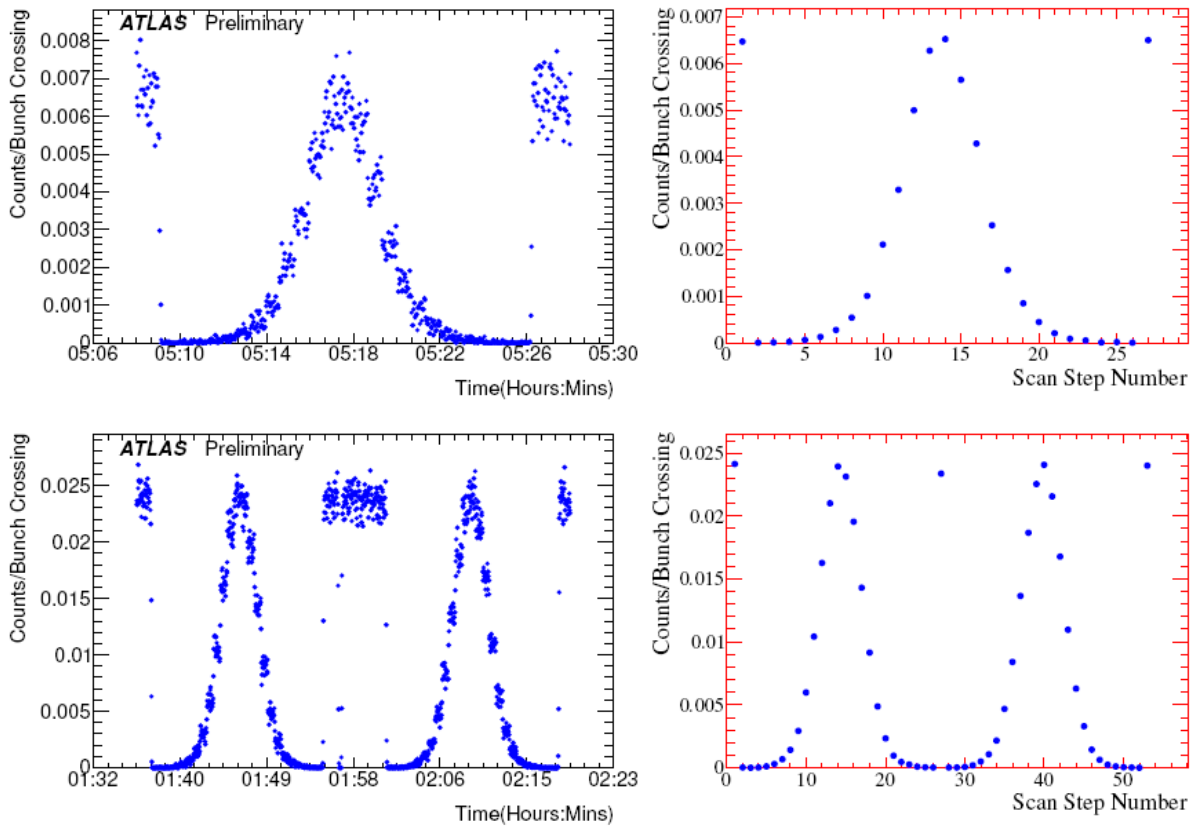 ATLAS Preliminary
Counts/Bunch Crossing
0.008
0.007
0.006
0.005
0.004
0.003
0.002
0.001
0
05:06 05:10 05:14 05:18 05:22 05:26 05:30
Time(Hours:Mins)
Counts/Bunch Crossing
0.007
0.006
0.005
0.004
0.003
0.002
0.001
0
0 5 10 15 20 25
Scan Step Number
ATLAS Preliminary
Counts/Bunch Crossing
0.025
0.02
0.015
0.01
0.005
0
01:32 01:40 01:49 01:58 02:06 02:15 02:23
Time(Hours:Mins)
Counts/Bunch Crossing
0.025
0.02
0.015
0.01
0.005
0
0 10 20 30 40 50
Scan Step Number